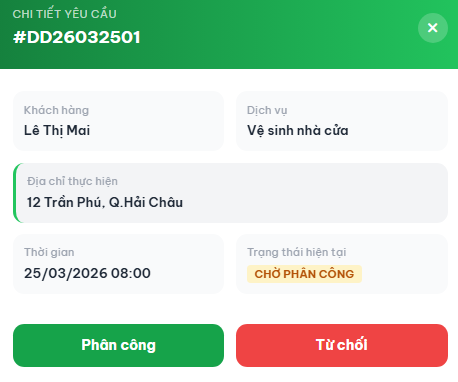 CHI TIẾT YÊU CẦU
#DD26032501
Khách hàng
Lê Thị Mai
Dịch vụ
Vệ sinh nhà cửa
Địa chỉ thực hiện
12 Trần Phú, Q.Hải Châu
Thời gian
25/03/2026 08:00
Trạng thái hiện tại
CHỜ PHÂN CÔNG
Phân công
Từ chối